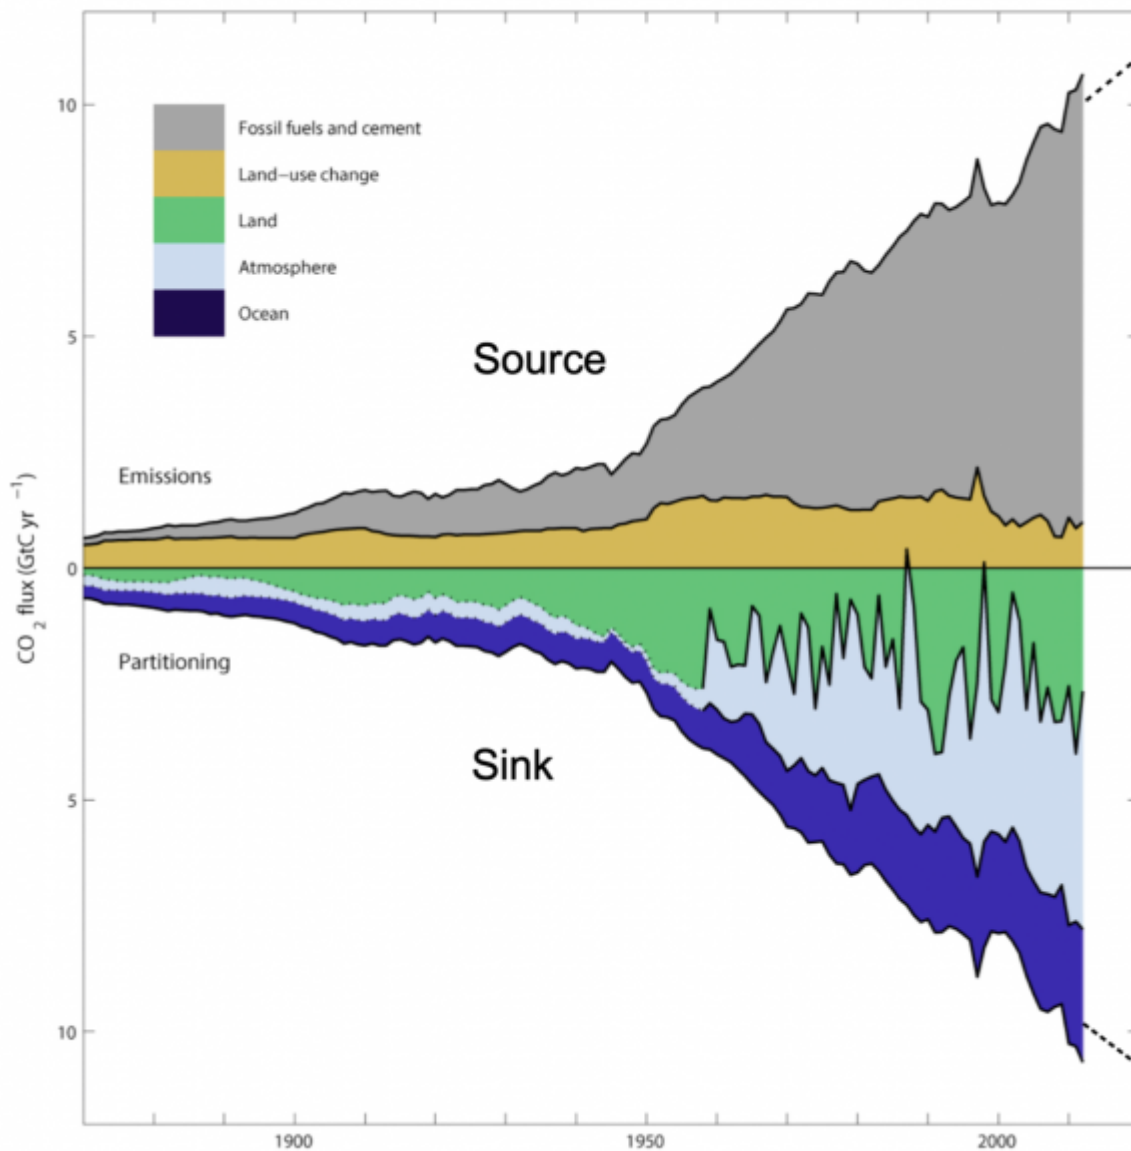 10
Fossil fuels and cement
Land-use change
Land
Atmosphere
Ocean
5
Source
Emissions
0
CO2 flux (GtC yr −1)
Partitioning
Sink
5
10
1900
1950
2000